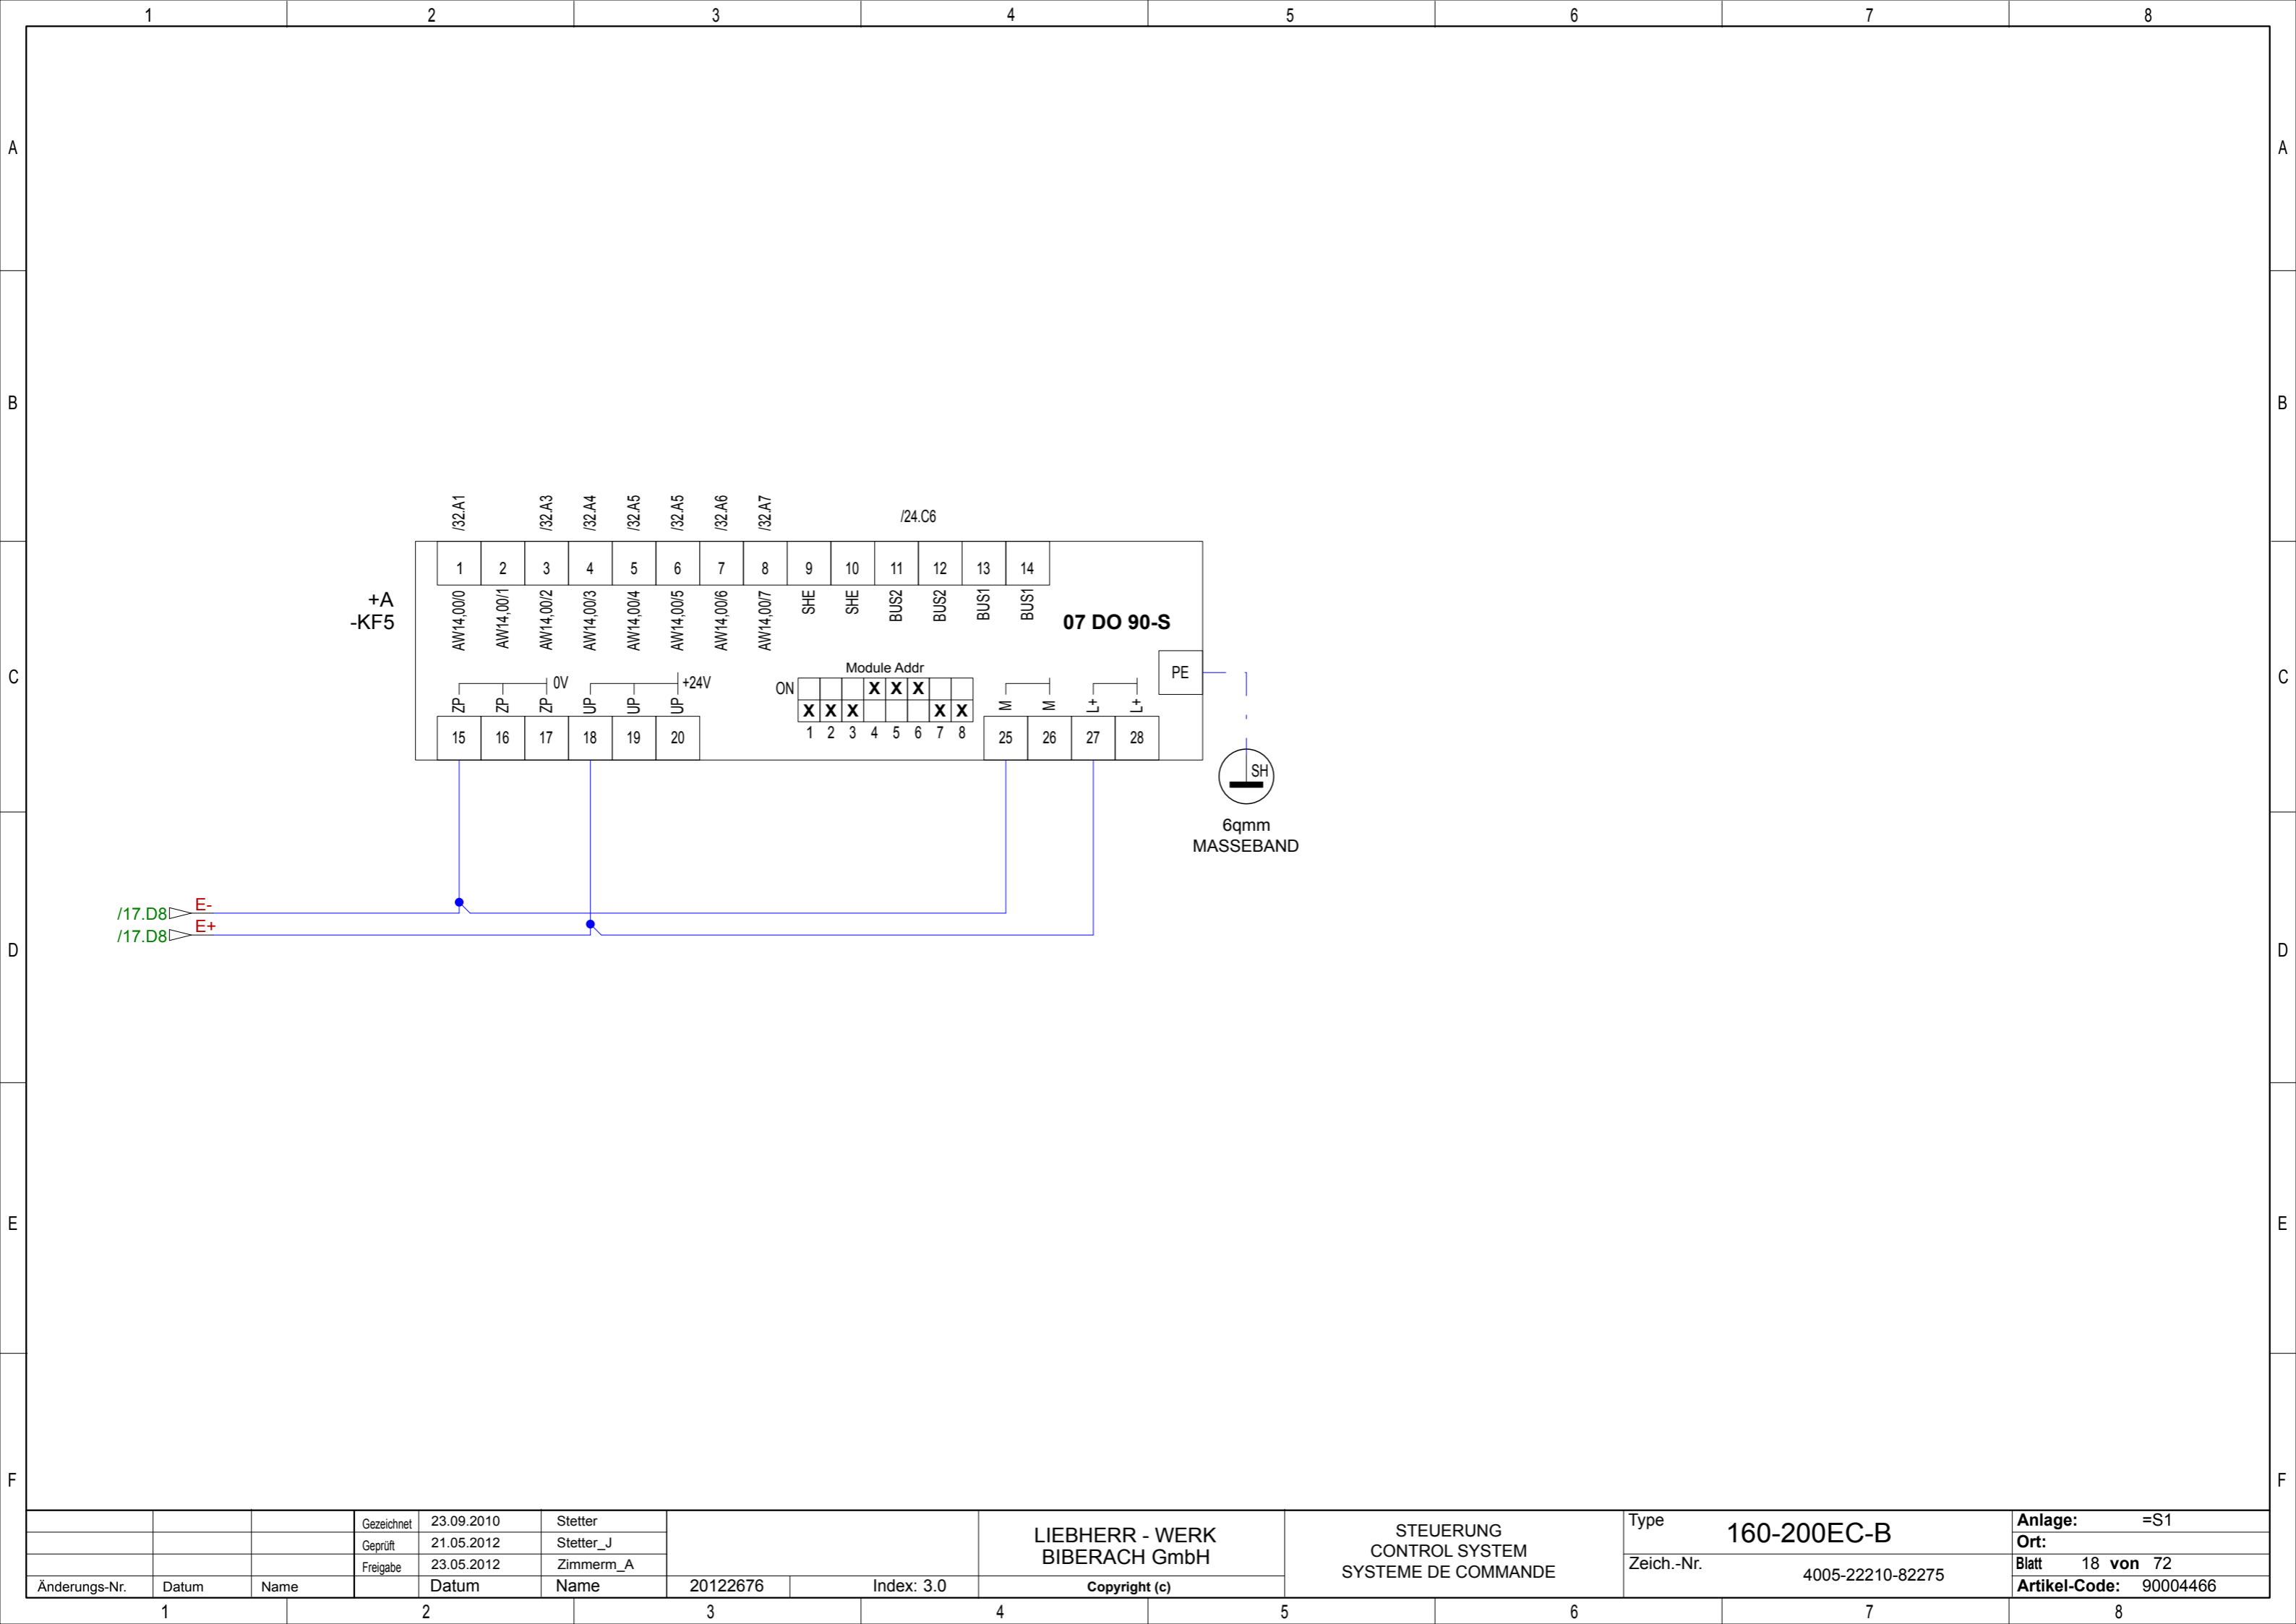 1 2 3 4 5 6 7 8
A A
B B
/32.A1 /32.A3 /32.A4 /32.A5 /32.A5 /32.A6 /32.A7 /24.C6
1 2 3 4 5 6 7 8 9 10 11 12 13 14
+A
-KF5
AW14,00/0 AW14,00/1 AW14,00/2 AW14,00/3 AW14,00/4 AW14,00/5 AW14,00/6 AW14,00/7 SHE SHE BUS2 BUS2 BUS1 BUS1
07 DO 90-S
C C
Module Addr
PE
0V +24V
ON X X X
ZP ZP ZP UP UP UP X X X X X M M L+ L+
15 16 17 18 19 20 1 2 3 4 5 6 7 8 25 26 27 28
SH
6qmm
MASSEBAND
/17.D8 E-
/17.D8 E+
D D
E E
F F
Gezeichnet 23.09.2010 Stetter
Geprüft 21.05.2012 Stetter_J
Freigabe 23.05.2012 Zimmerm_A
Änderungs-Nr. Datum Name Datum Name 20122676 Index: 3.0
LIEBHERR - WERK
BIBERACH GmbH
Copyright (c)
STEUERUNG
CONTROL SYSTEM
SYSTEME DE COMMANDE
Type 160-200EC-B
Zeich.-Nr. 4005-22210-82275
Anlage: =S1
Ort:
Blatt 18 von 72
Artikel-Code: 90004466
1 2 3 4 5 6 7 8